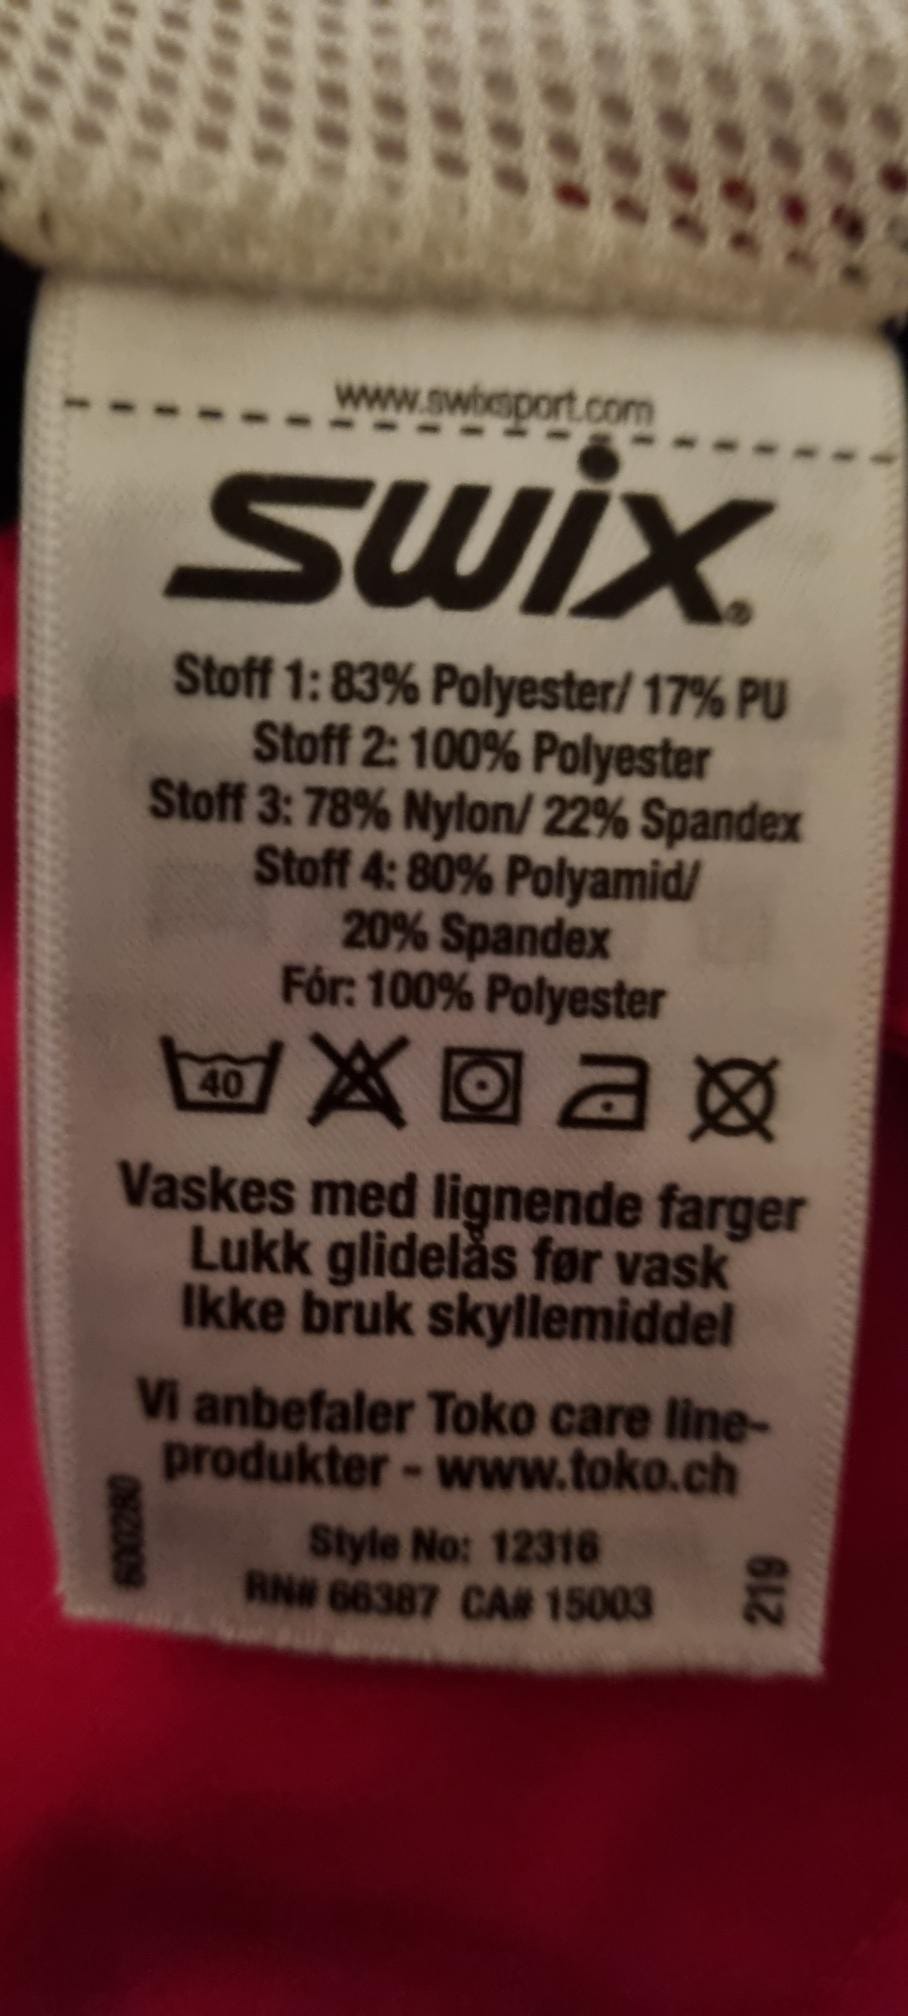 www.swixsport.com
swix®
Stoff 1: 83% Polyester/ 17% PU
Stoff 2: 100% Polyester
Stoff 3: 78% Nylon/ 22% Spandex
Stoff 4: 80% Polyamid/
20% Spandex
Fór: 100% Polyester
40
Vaskes med lignende farger
Lukk glidelås før vask
Ikke bruk skyllemiddel
Vi anbefaler Toko care line-
produkter - www.toko.ch
Style No: 12316
RN# 66387 CA# 15003
600280
219